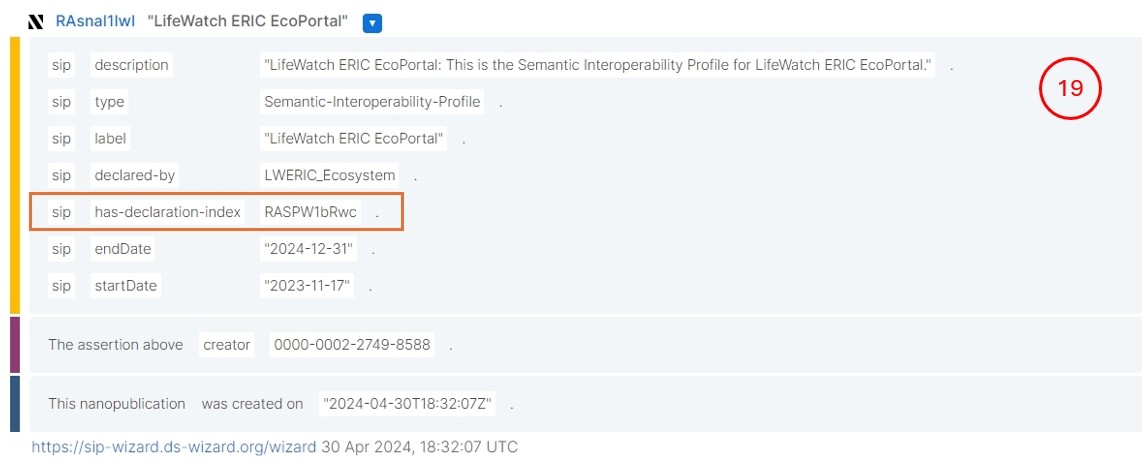 RAsnal1lwl "LifeWatch ERIC EcoPortal"
sip description "LifeWatch ERIC EcoPortal: This is the Semantic Interoperability Profile for LifeWatch ERIC EcoPortal." .
19
sip type Semantic-Interoperability-Profile .
sip label "LifeWatch ERIC EcoPortal" .
sip declared-by LWERIC_Ecosystem .
sip has-declaration-index RASPW1bRwc .
sip endDate "2024-12-31" .
sip startDate "2023-11-17" .
The assertion above creator 0000-0002-2749-8588 .
This nanopublication was created on "2024-04-30T18:32:07Z" .
https://sip-wizard.ds-wizard.org/wizard 30 Apr 2024, 18:32:07 UTC